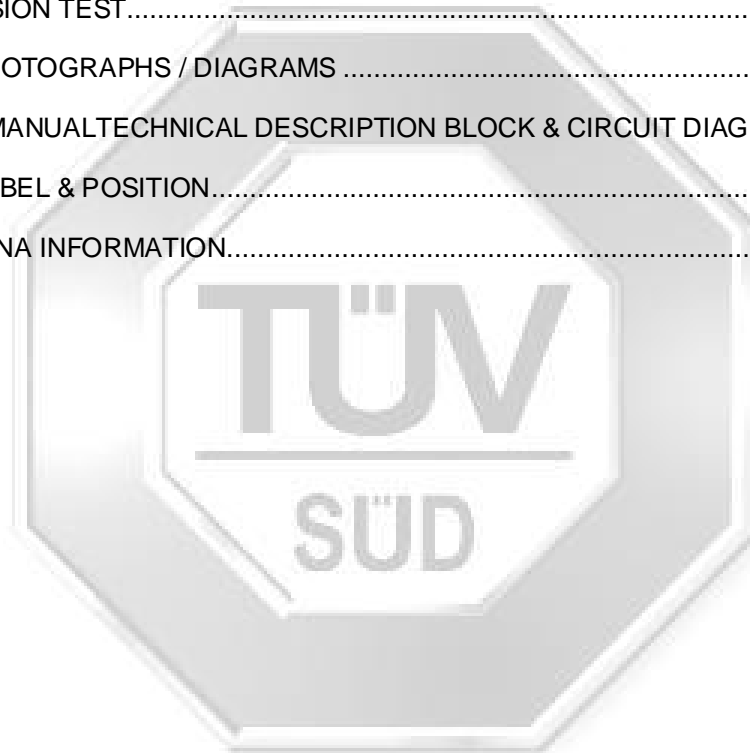 SION TEST................................................................................
OTOGRAPHS / DIAGRAMS .....................................................
MANUALTECHNICAL DESCRIPTION BLOCK & CIRCUIT DIAG
BEL & POSITION.....................................................................
NA INFORMATION...................................................................
TÜV
SÜD